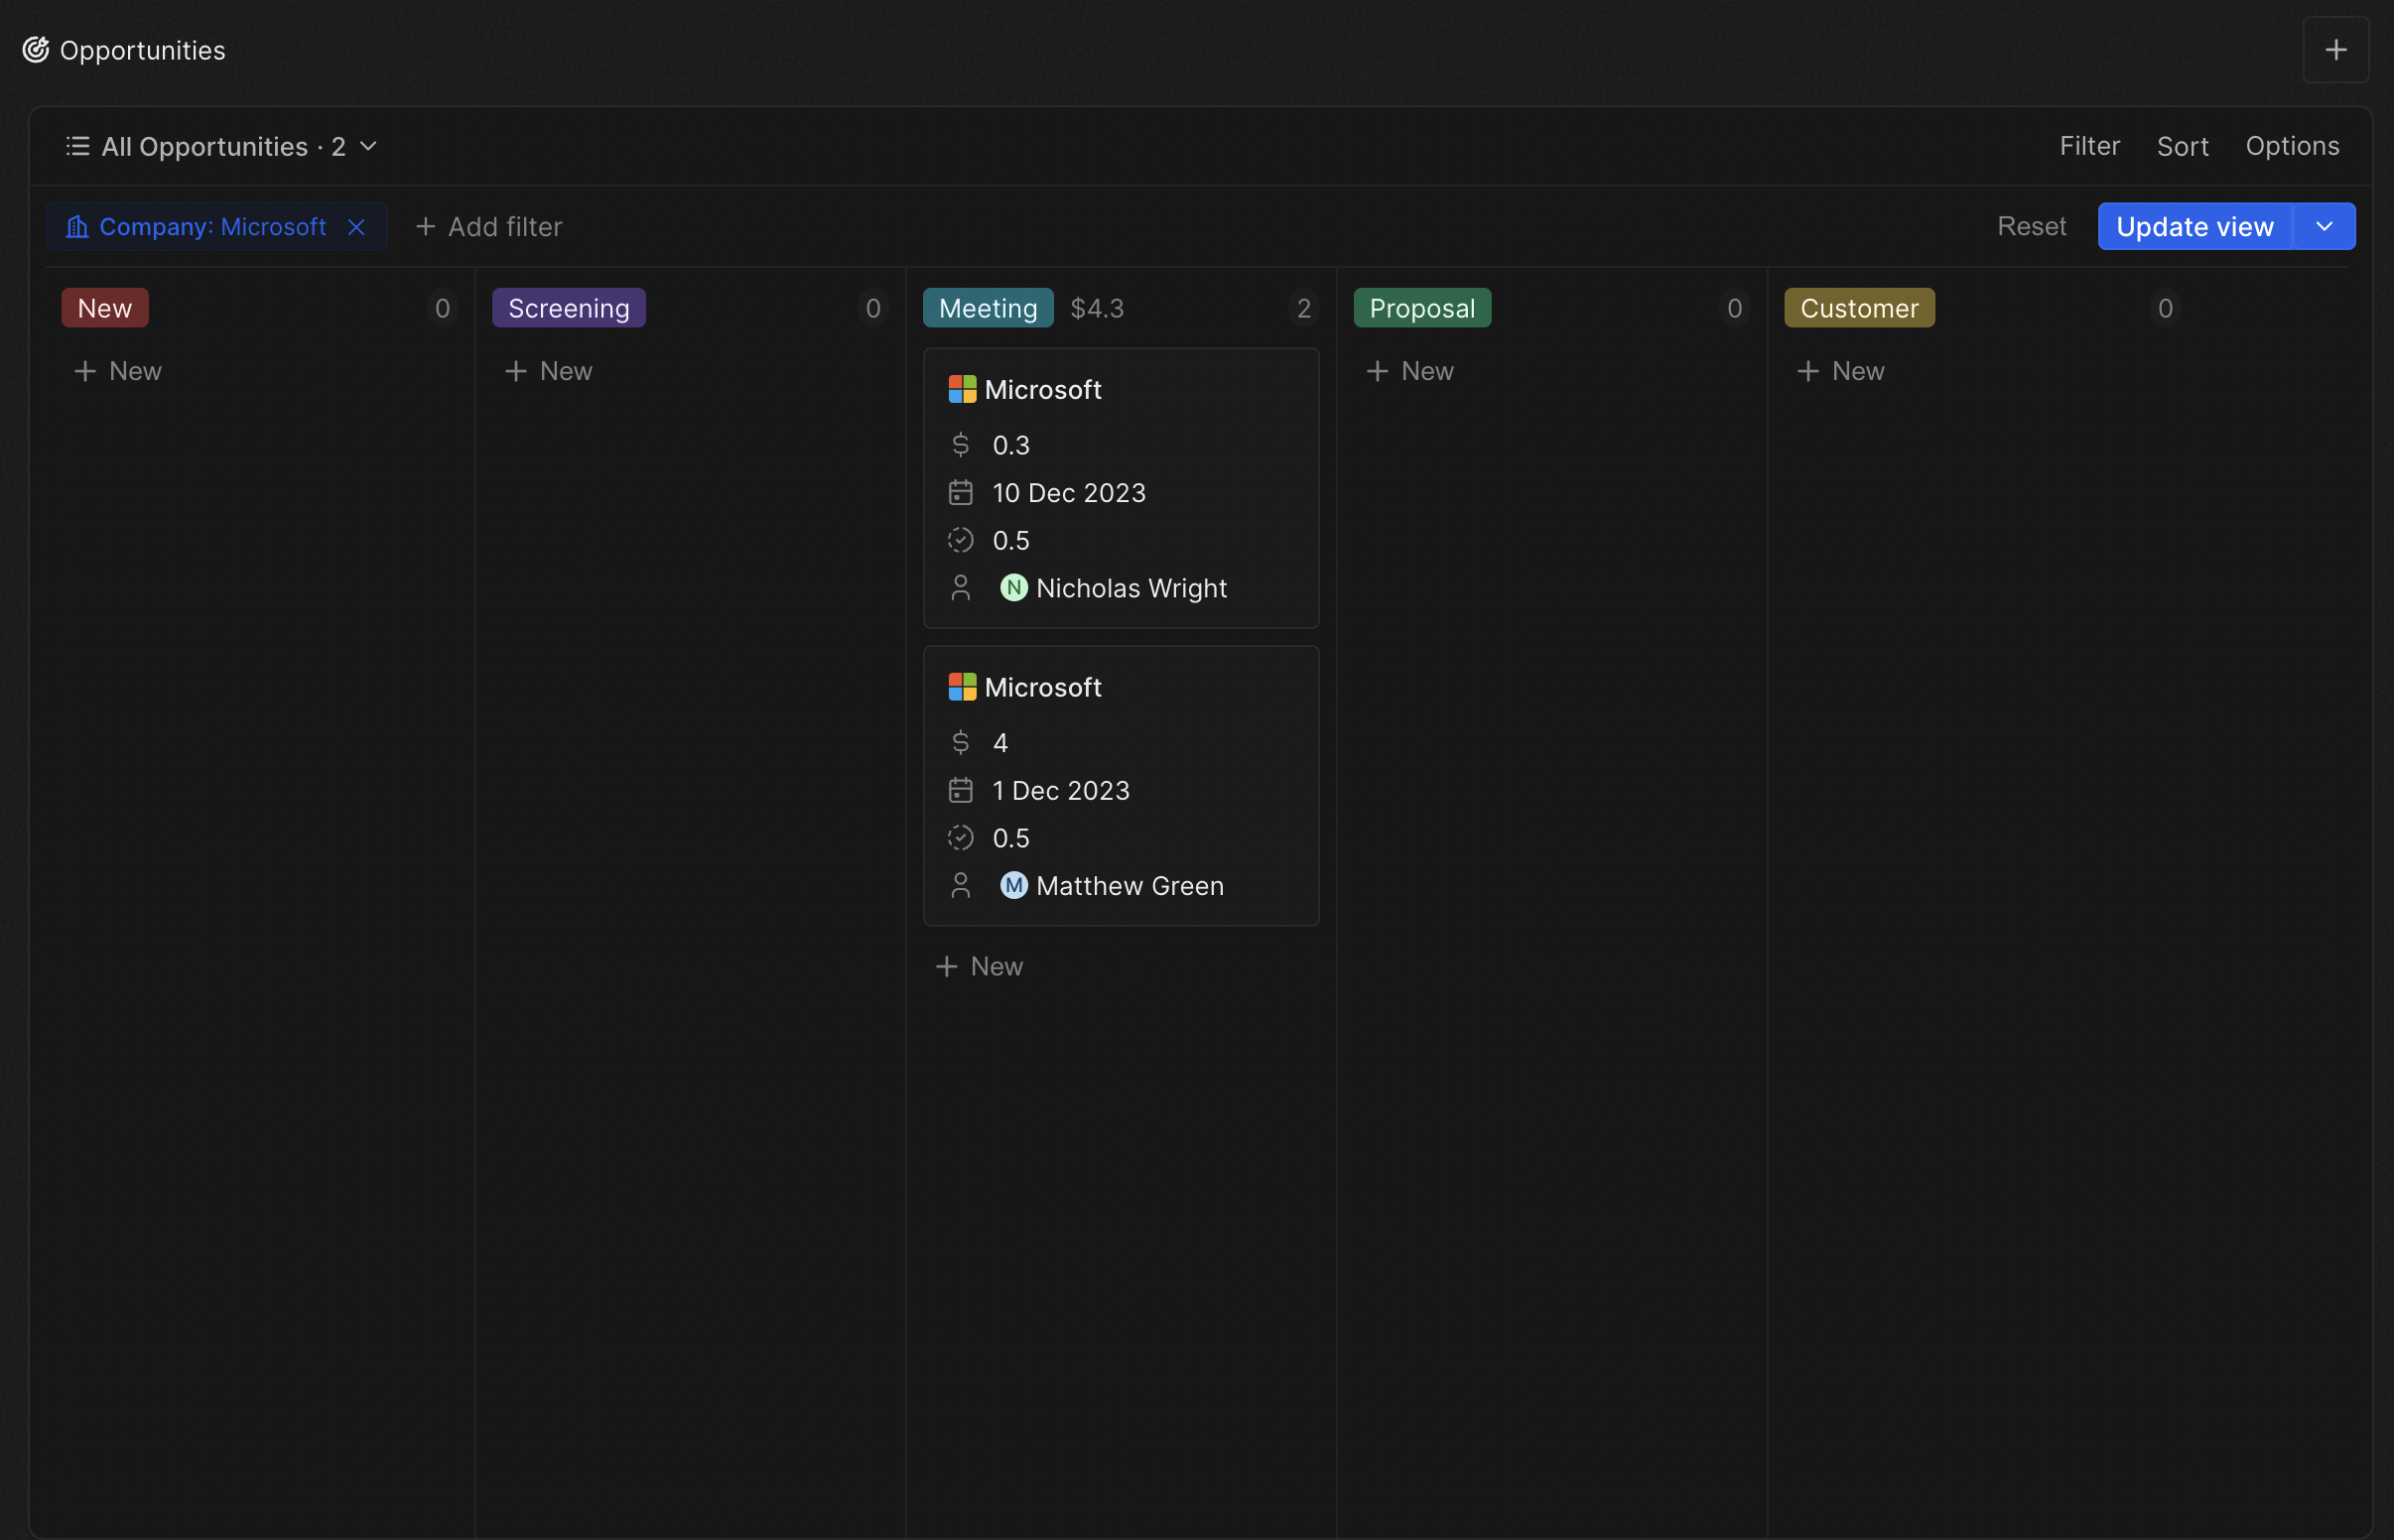 Opportunities
All Opportunities · 2
Filter
Sort
Options
Company: Microsoft
Add filter
Reset
Update view
New
0
New
Screening
0
New
Meeting
$4.3
2
Microsoft
0.3
10 Dec 2023
0.5
N Nicholas Wright
Microsoft
4
1 Dec 2023
0.5
M Matthew Green
New
Proposal
0
New
Customer
0
New